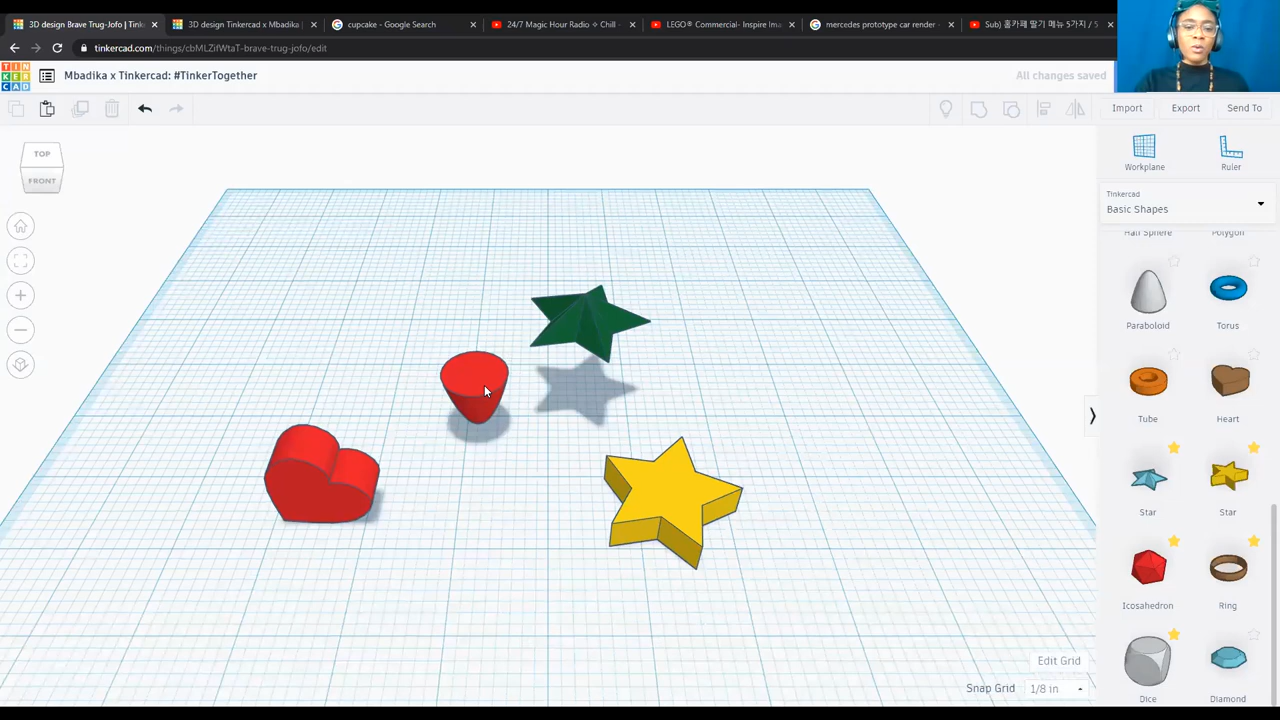 3D design Brave Trug-Jofo | Tink
3D design Tinkercad x Mbadika |
cupcake - Google Search
24/7 Magic Hour Radio ✧ Chill -
LEGO® Commercial- Inspire Ima
mercedes prototype car render -
Sub) 홈카페 딸기 메뉴 5가지 / 5
tinkercad.com/things/cbMLZifWtaT-brave-trug-jofo/edit
TIN
KER
CAD
Mbadika x Tinkercad: #TinkerTogether
All changes saved
Import
Export
Send To
TOP
FRONT
Workplane
Ruler
Tinkercad
Basic Shapes
Half Sphere
Polygon
Paraboloid
Torus
Tube
Heart
Star
Star
Icosahedron
Ring
Dice
Diamond
Edit Grid
Snap Grid
1/8 in